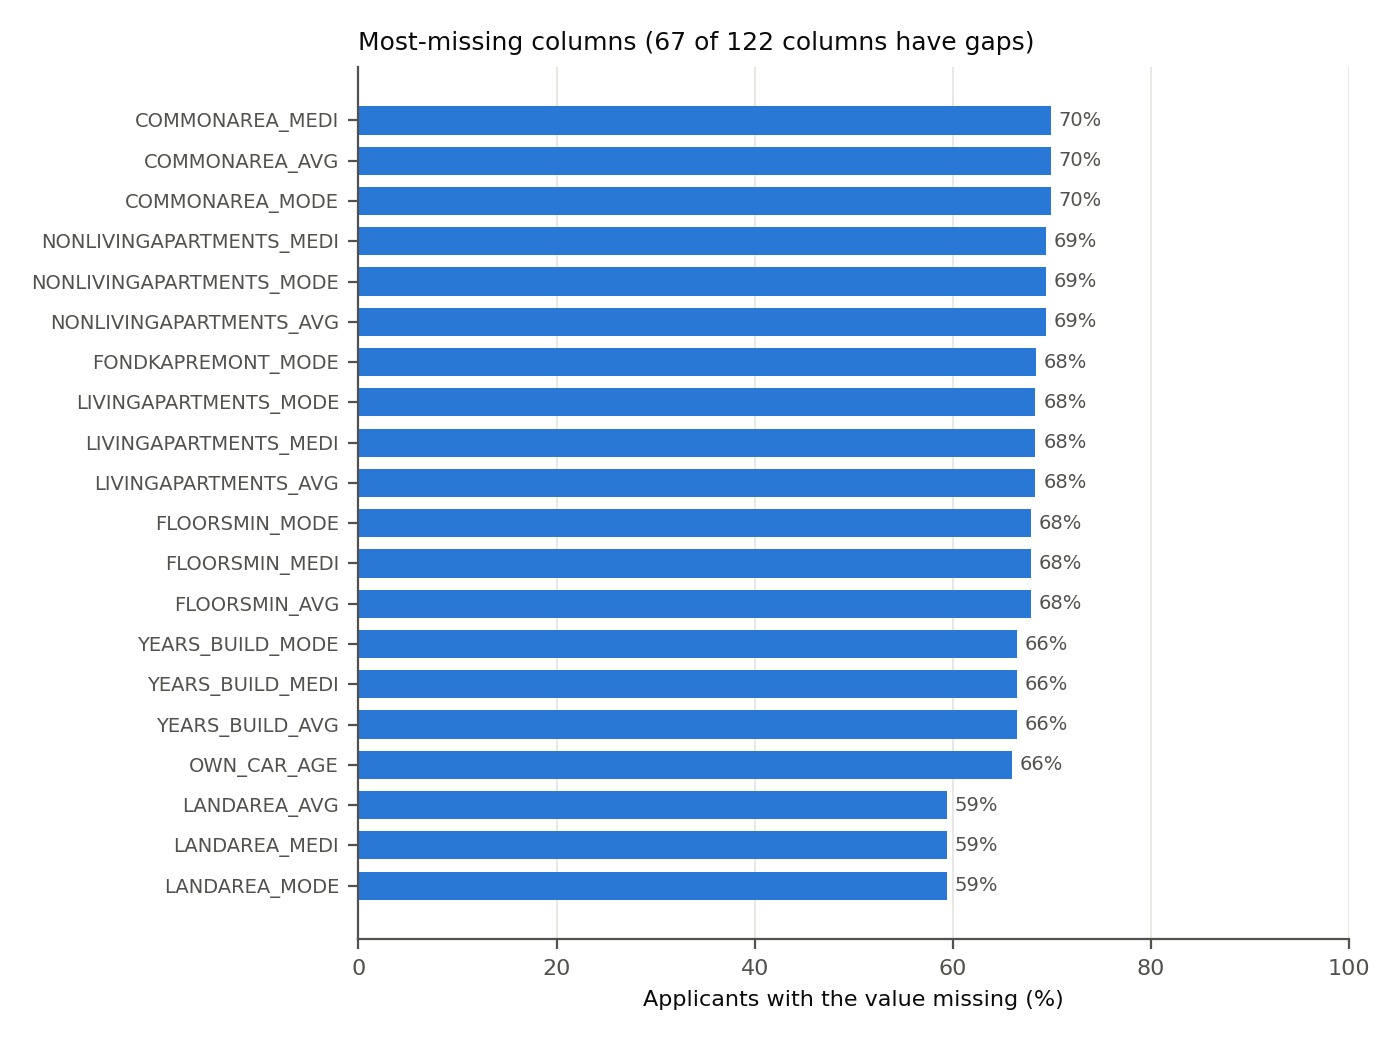 Most-missing columns (67 of 122 columns have gaps)
COMMONAREA_MEDI 70%
COMMONAREA_AVG 70%
COMMONAREA_MODE 70%
NONLIVINGAPARTMENTS_MEDI 69%
NONLIVINGAPARTMENTS_MODE 69%
NONLIVINGAPARTMENTS_AVG 69%
FONDKAPREMONT_MODE 68%
LIVINGAPARTMENTS_MODE 68%
LIVINGAPARTMENTS_MEDI 68%
LIVINGAPARTMENTS_AVG 68%
FLOORSMIN_MODE 68%
FLOORSMIN_MEDI 68%
FLOORSMIN_AVG 68%
YEARS_BUILD_MODE 66%
YEARS_BUILD_MEDI 66%
YEARS_BUILD_AVG 66%
OWN_CAR_AGE 66%
LANDAREA_AVG 59%
LANDAREA_MEDI 59%
LANDAREA_MODE 59%
0 20 40 60 80 100
Applicants with the value missing (%)